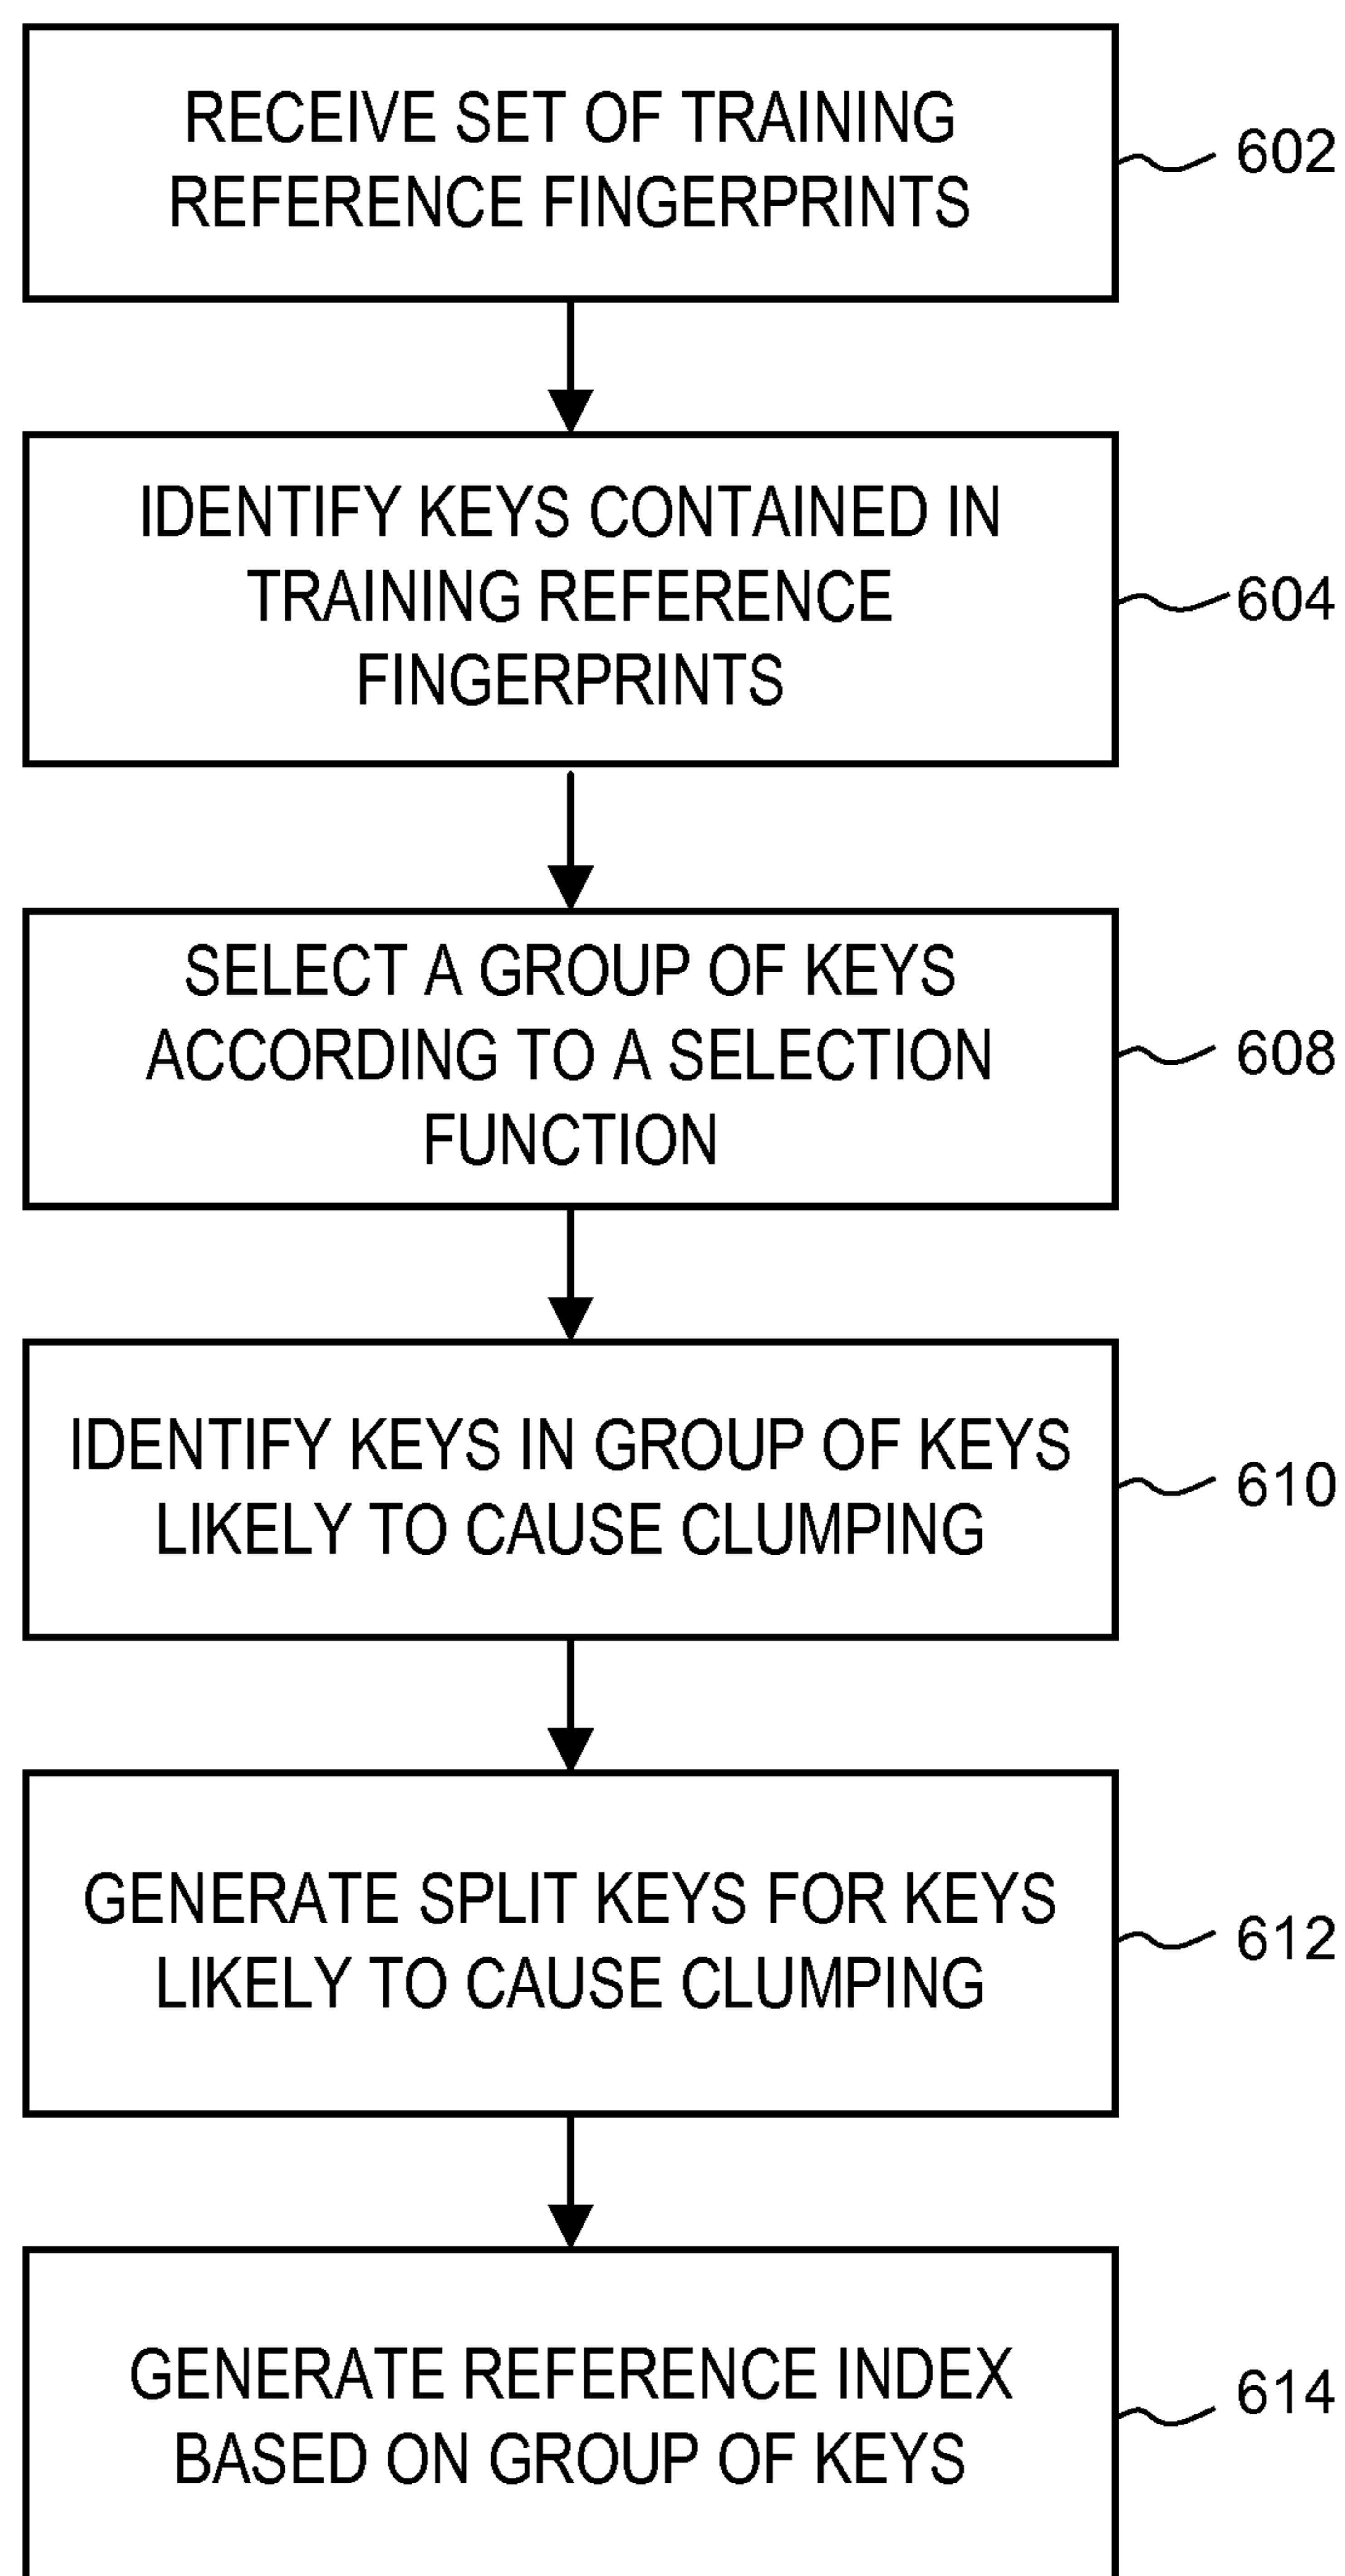 RECEIVE SET OF TRAINING
REFERENCE FINGERPRINTS
602
IDENTIFY KEYS CONTAINED IN
TRAINING REFERENCE
FINGERPRINTS
604
SELECT A GROUP OF KEYS
ACCORDING TO A SELECTION
FUNCTION
608
IDENTIFY KEYS IN GROUP OF KEYS
LIKELY TO CAUSE CLUMPING
610
GENERATE SPLIT KEYS FOR KEYS
LIKELY TO CAUSE CLUMPING
612
GENERATE REFERENCE INDEX
BASED ON GROUP OF KEYS
614